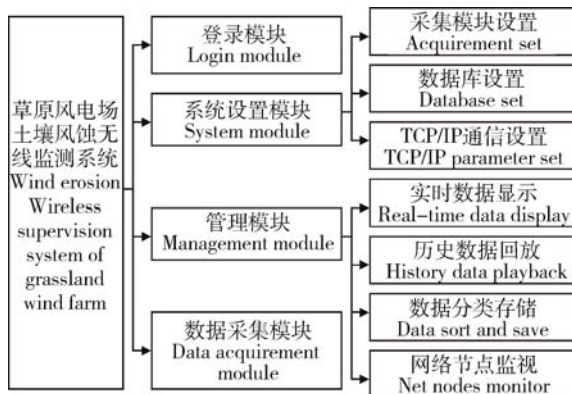 草原风电场
土壤风蚀无
线监测系统
Wind erosion
Wireless
supervision
system of
grassland
wind farm
登录模块
Login module
系统设置模块
System module
管理模块
Management module
数据采集模块
Data acquirement
module
采集模块设置
Acquirement set
数据库设置
Database set
TCP/IP通信设置
TCP/IP parameter set
实时数据显示
Real-time data display
历史数据回放
History data playback
数据分类存储
Data sort and save
网络节点监视
Net nodes monitor